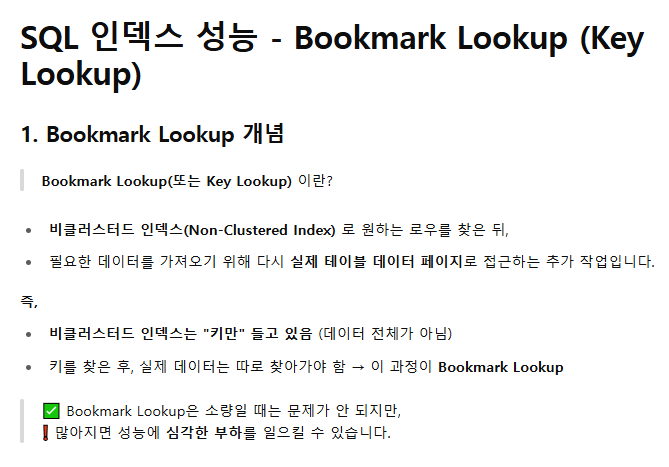 SQL 인덱스 성능 - Bookmark Lookup (Key
Lookup)
1. Bookmark Lookup 개념
Bookmark Lookup(또는 Key Lookup) 이란?
• 비클러스터드 인덱스(Non-Clustered Index) 로 원하는 로우를 찾은 뒤,
• 필요한 데이터를 가져오기 위해 다시 실제 테이블 데이터 페이지로 접근하는 추가 작업입니다.
즉,
• 비클러스터드 인덱스는 "키만" 들고 있음 (데이터 전체가 아님)
• 키를 찾은 후, 실제 데이터는 따로 찾아가야 함 → 이 과정이 Bookmark Lookup
✅ Bookmark Lookup은 소량일 때는 문제가 안 되지만,
❗ 많아지면 성능에 심각한 부하를 일으킬 수 있습니다.